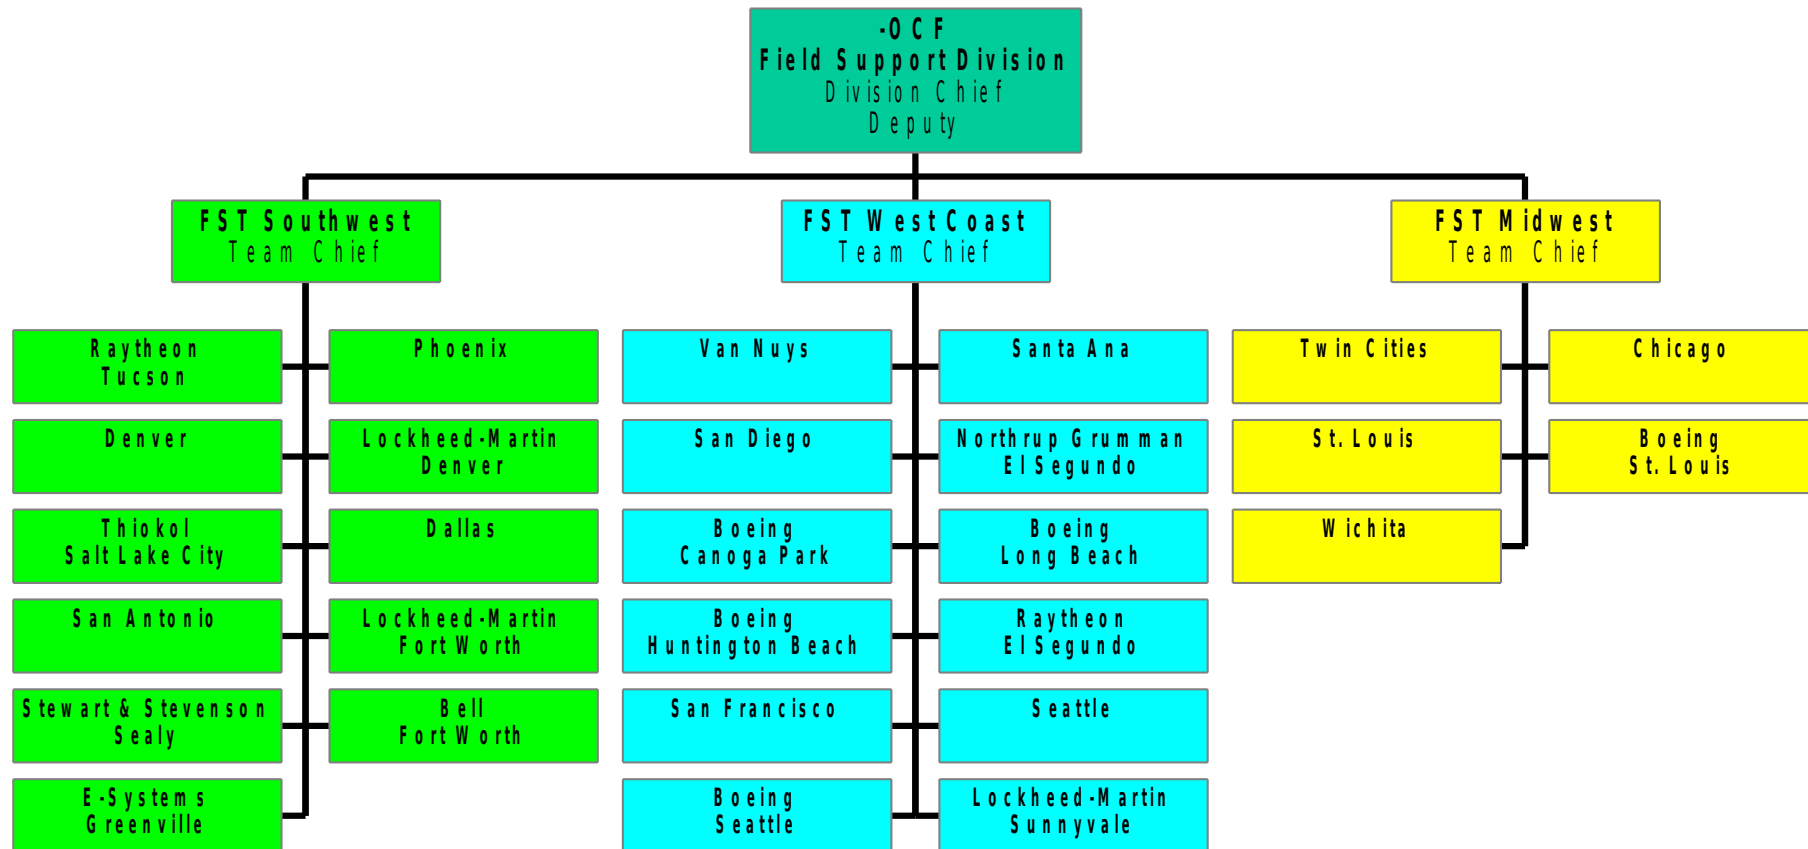 -OCF
Field Support Division
Division Chief
Deputy
FST Southwest
Team Chief
FST West Coast
Team Chief
FST Midwest
Team Chief
Raytheon
Tucson
Phoenix
Denver
Lockheed-Martin
Denver
Thiokol
Salt Lake City
Dallas
San Antonio
Lockheed-Martin
Fort Worth
Stewart & Stevenson
Sealy
Bell
Fort Worth
E-Systems
Greenville
Van Nuys
Santa Ana
San Diego
Northrup Grumman
El Segundo
Boeing
Canoga Park
Boeing
Long Beach
Boeing
Huntington Beach
Raytheon
El Segundo
San Francisco
Seattle
Boeing
Seattle
Lockheed-Martin
Sunnyvale
Twin Cities
Chicago
St. Louis
Boeing
St. Louis
Wichita